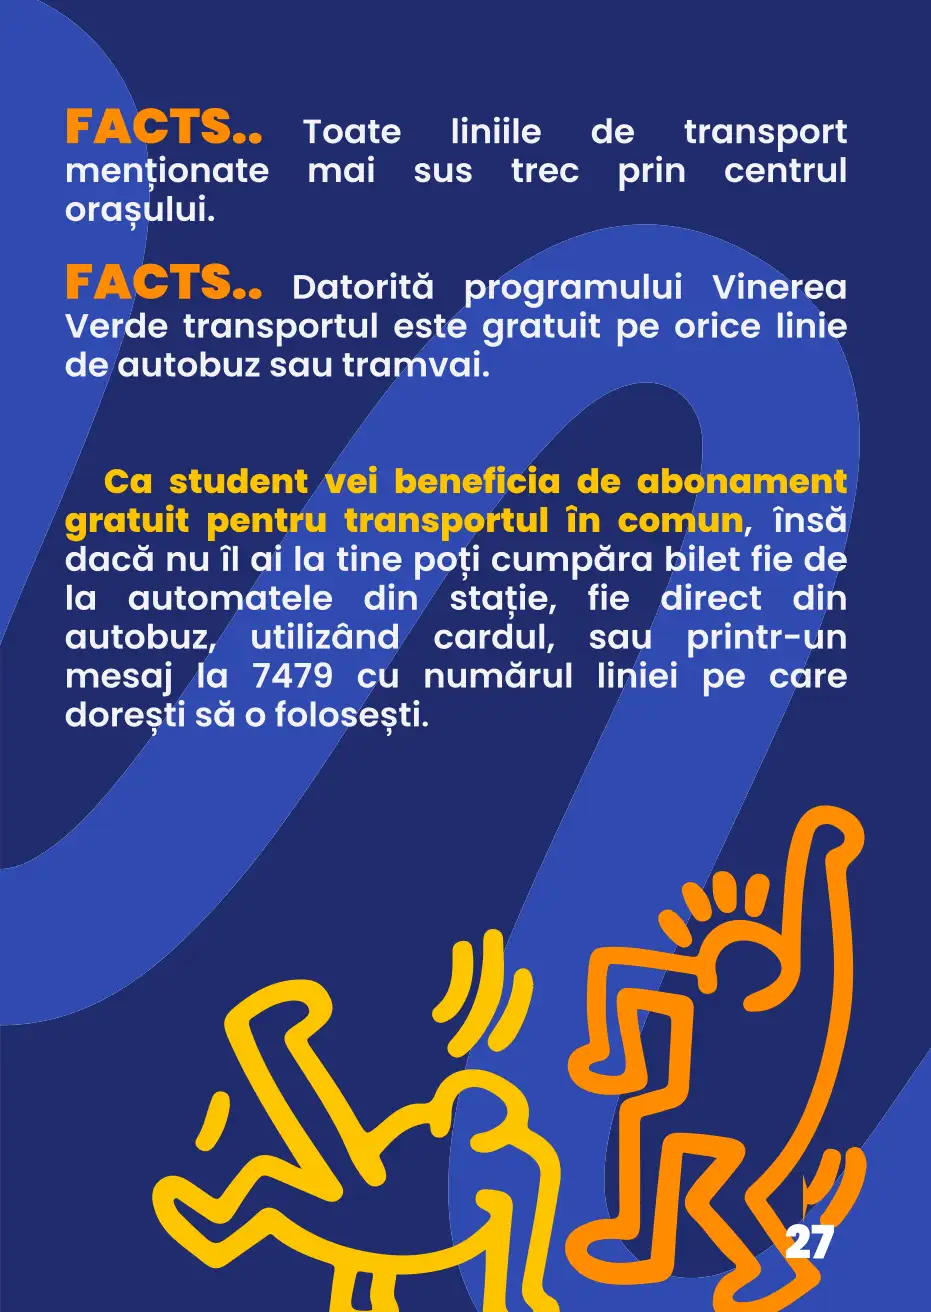 FACTS.. Toate liniile de transport
menționate mai sus trec prin centrul
orașului.
FACTS.. Datorită programului Vinerea
Verde transportul este gratuit pe orice linie
de autobuz sau tramvai.
Ca student vei beneficia de abonament
gratuit pentru transportul în comun, însă
dacă nu îl ai la tine poți cumpăra bilet fie de
la automatele din stație, fie direct din
autobuz, utilizând cardul, sau printr-un
mesaj la 7479 cu numărul liniei pe care
dorești să o folosești.
27